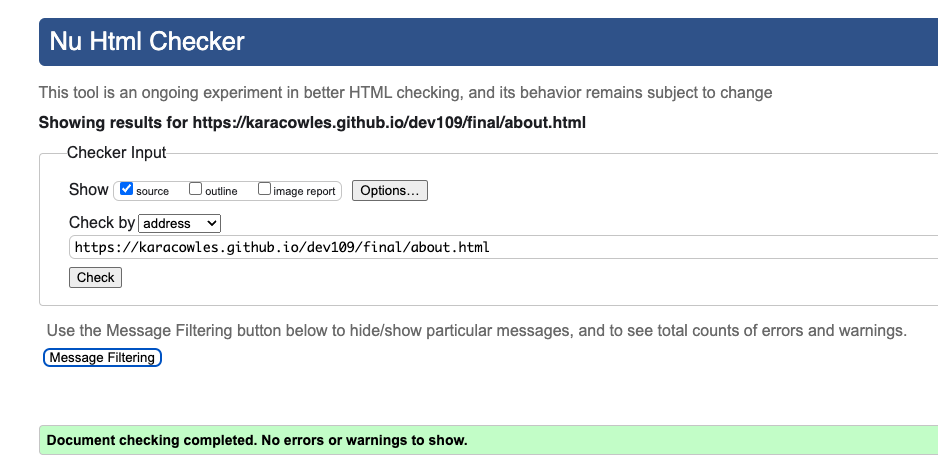 Nu Html Checker
This tool is an ongoing experiment in better HTML checking, and its behavior remains subject to change
Showing results for https://karacowles.github.io/dev109/final/about.html
Checker Input
Show source outline image report Options...
Check by address
https://karacowles.github.io/dev109/final/about.html
Check
Use the Message Filtering button below to hide/show particular messages, and to see total counts of errors and warnings.
Message Filtering
Document checking completed. No errors or warnings to show.